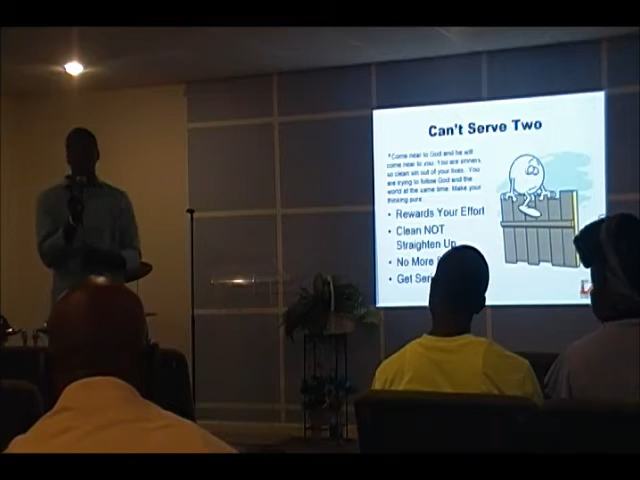 Can't Serve Two
"Come near to God and he will
come near to you. You are sinners,
so clean sin out of your lives. You
are trying to follow God and the
world at the same time. Make your
thinking pure.
• Rewards Your Effort
• Clean NOT
Straighten Up
• No More
• Get